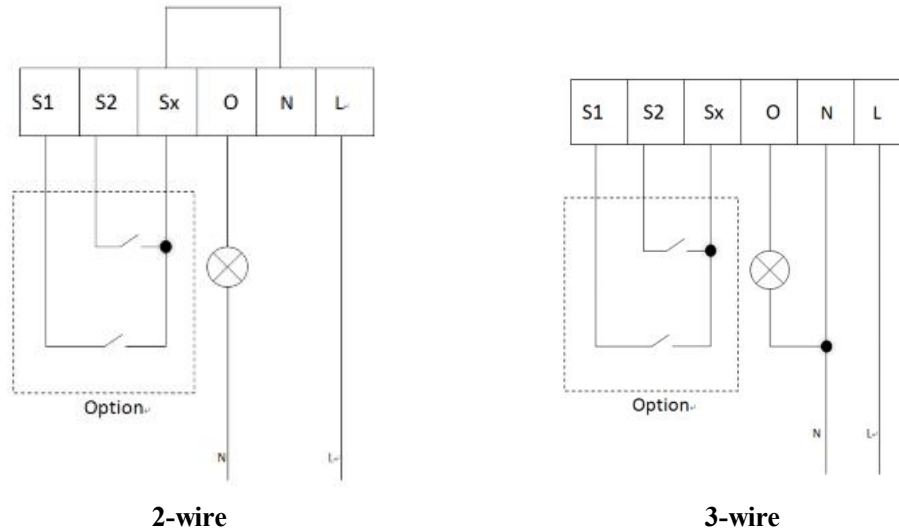 S1 S2 Sx O N L
S1 S2 Sx O N L
Option
Option
N L
N L
2-wire
3-wire